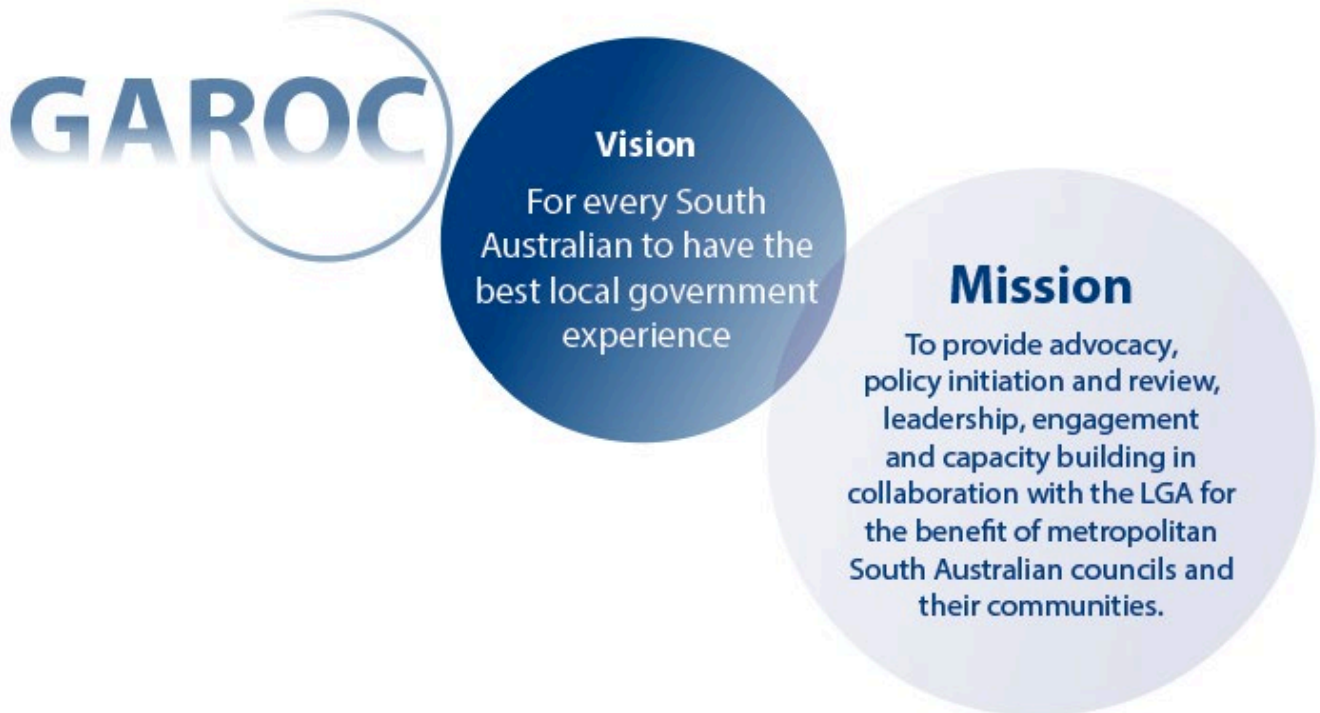 GAROC
Vision
For every South
Australian to have the
best local government
experience
Mission
To provide advocacy,
policy initiation and review,
leadership, engagement
and capacity building in
collaboration with the LGA for
the benefit of metropolitan
South Australian councils and
their communities.